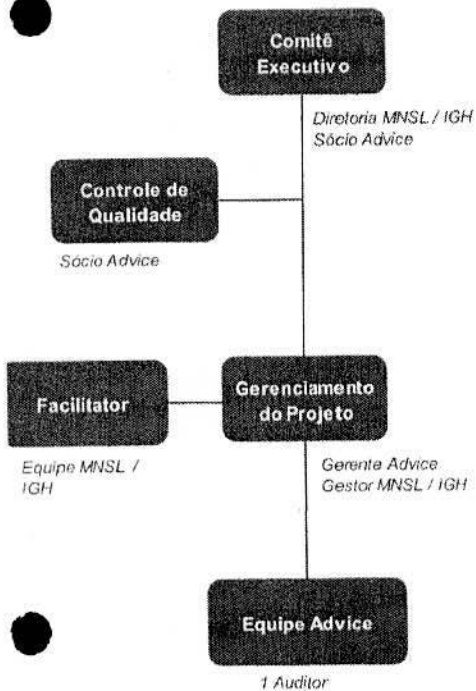 Comitê
Executivo
Diretoria MNSL / IGH
Sócio Advice
Controle de
Qualidade
Sócio Advice
Facilitator
Equipe MNSL /
IGH
Gerenciamento
do Projeto
Gerente Advice
Gestor MNSL / IGH
Equipe Advice
1 Auditor